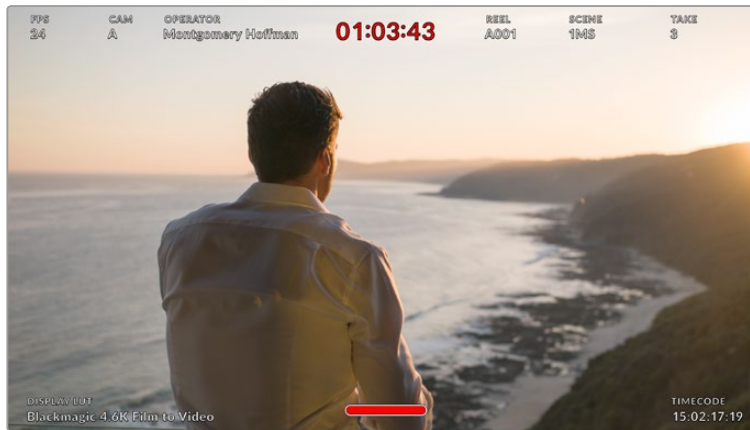 FPS CAM OPERATOR REEL SCENE TAKE
24 A Montgomery Hoffman 01:03:43 A001 1MS 3
DISPLAY LUT TIMECODE
Blackmagic 4.6K Film to Video 15:02:17:19